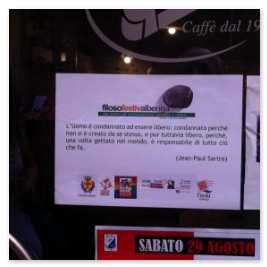 Caffè dal 19
filosofestivalbenga
L'Uomo è condannato ad essere libero: condannato perché
non si è creato da se stesso, e pur tuttavia libero, perché,
una volta gettato nel mondo, è responsabile di tutto ciò
che fa.
(Jean-Paul Sartre)
SABATO 29 AGOSTO